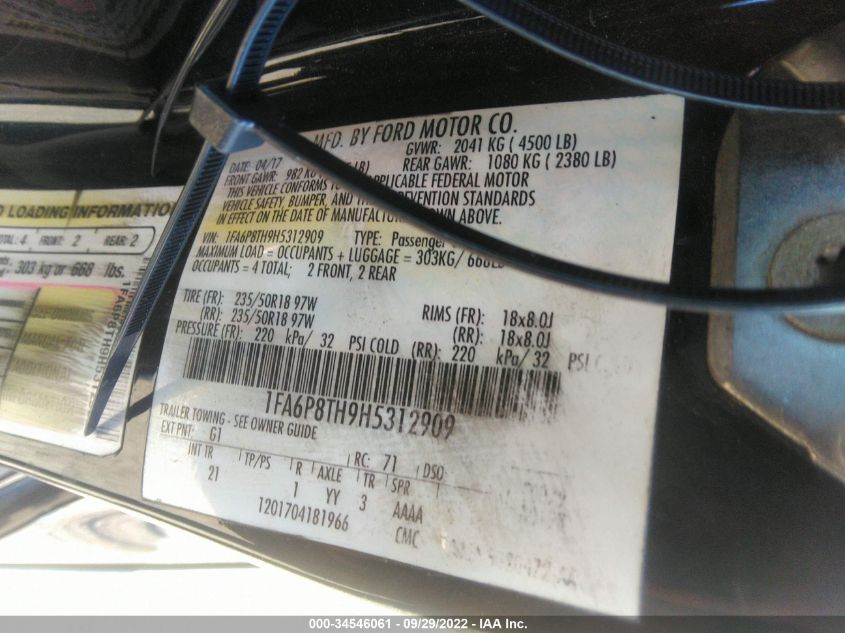 MFD. BY FORD MOTOR CO.
DATE: 04/17 GVWR: 2041 KG ( 4500 LB)
FRONT GAWR: 982 KG LB) REAR GAWR: 1080 KG ( 2380 LB)
THIS VEHICLE CONFORMS TO APPLICABLE FEDERAL MOTOR
VEHICLE SAFETY, BUMPER, AND THEFT PREVENTION STANDARDS
IN EFFECT ON THE DATE OF MANUFACTURE SHOWN ABOVE.
VIN: 1FA6P8TH9H5312909 TYPE: Passenger
MAXIMUM LOAD = OCCUPANTS + LUGGAGE = 303KG/ 668LB
OCCUPANTS = 4 TOTAL; 2 FRONT, 2 REAR
TIRE (FR): 235/50R18 97W RIMS (FR): 18x8.0J
(RR): 235/50R18 97W (RR): 18x8.0J
PRESSURE (FR): 220 kPa/ 32 PSI COLD (RR): 220 kPa/ 32 PSI COLD
1FA6P8TH9H5312909
TRAILER TOWING - SEE OWNER GUIDE
EXT PNT: G1 RC: 71 DSO
INT TR TP/PS R AXLE TR SPR
21 1 YY 3 AAAA
1201704181966 CMC
LOADING INFORMATION
TOTAL: 4 FRONT: 2 REAR: 2
303 kg or 668 lbs.
000-34546061 - 09/29/2022 - IAA Inc.